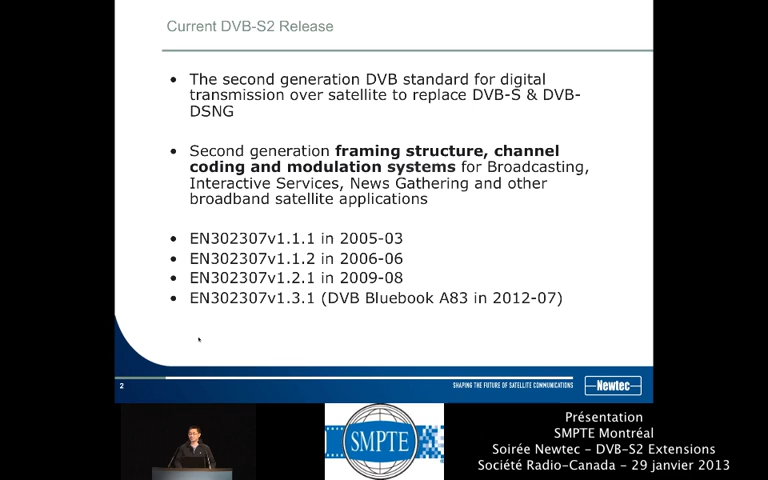 Current DVB-S2 Release
• The second generation DVB standard for digital
transmission over satellite to replace DVB-S & DVB-
DSNG
• Second generation framing structure, channel
coding and modulation systems for Broadcasting,
Interactive Services, News Gathering and other
broadband satellite applications
• EN302307v1.1.1 in 2005-03
• EN302307v1.1.2 in 2006-06
• EN302307v1.2.1 in 2009-08
• EN302307v1.3.1 (DVB Bluebook A83 in 2012-07)
2
SHAPING THE FUTURE OF SATELLITE COMMUNICATIONS
Newtec
SMPTE
Présentation
SMPTE Montréal
Soirée Newtec – DVB-S2 Extensions
Société Radio-Canada – 29 janvier 2013